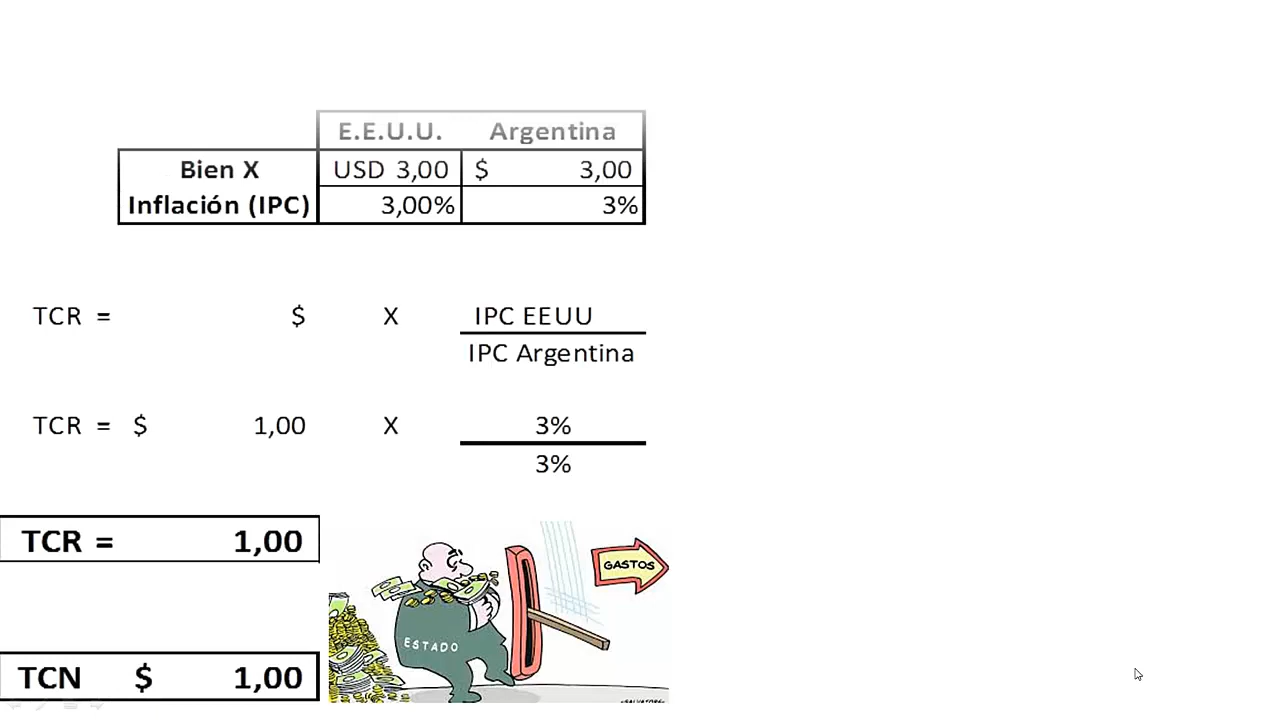 E.E.U.U. Argentina
Bien X USD 3,00 $ 3,00
Inflación (IPC) 3,00% 3%
TCR = $ X IPC EEUU
IPC Argentina
TCR = $ 1,00 X 3%
3%
TCR = 1,00
GASTOS
ESTADO
TCN $ 1,00